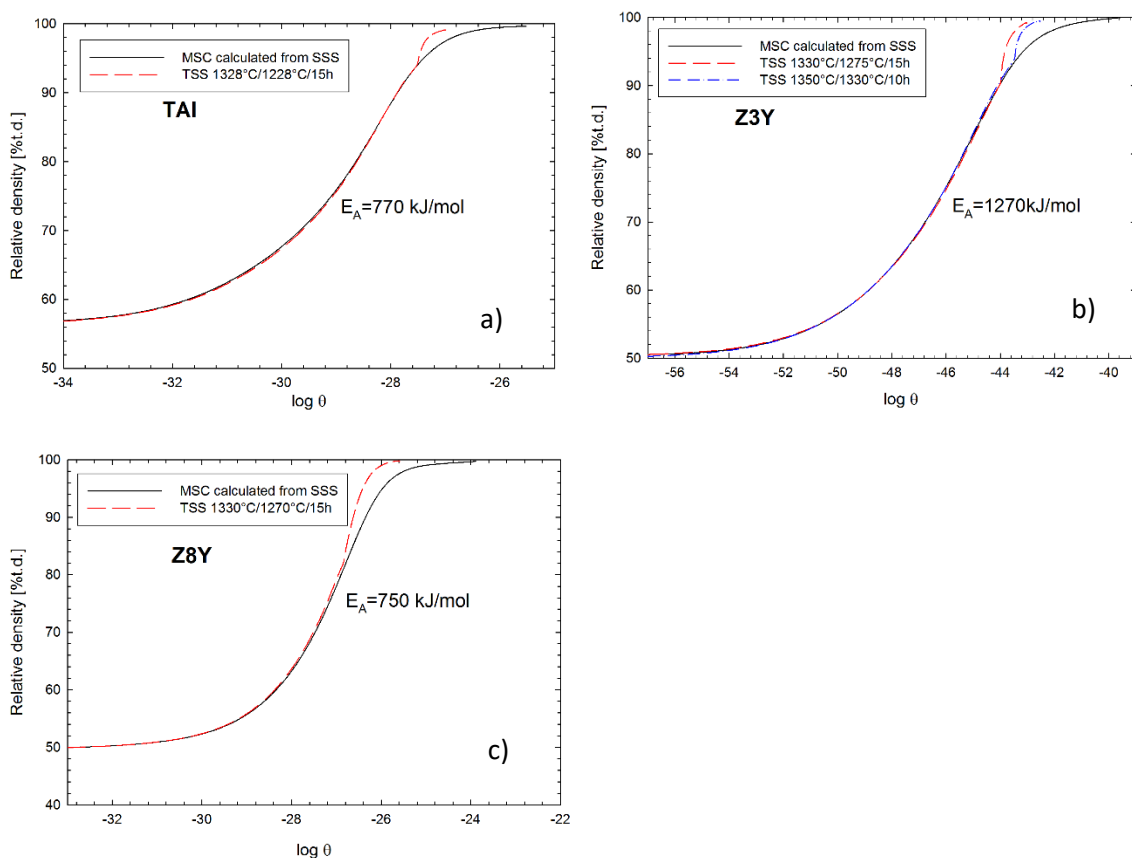 100
90
80
70
60
50
Relative density [%t.d.]
MSC calculated from SSS
TSS 1328°C/1228°C/15h
TAI
E_A=770 kJ/mol
a)
-34 -32 -30 -28 -26
log θ
100
90
80
70
60
50
Relative density [%t.d.]
MSC calculated from SSS
TSS 1330°C/1275°C/15h
TSS 1350°C/1330°C/10h
Z3Y
E_A=1270kJ/mol
b)
-56 -54 -52 -50 -48 -46 -44 -42 -40
log θ
100
90
80
70
60
50
40
Relative density [%t.d.]
MSC calculated from SSS
TSS 1330°C/1270°C/15h
Z8Y
E_A=750 kJ/mol
c)
-32 -30 -28 -26 -24 -22
log θ